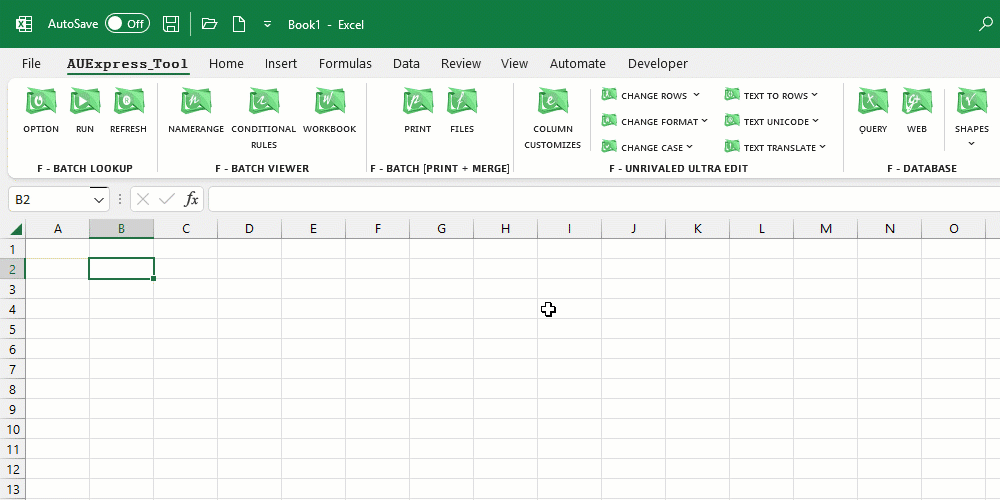 AutoSave Off Book1 - Excel
File AUExpress_Tool Home Insert Formulas Data Review View Automate Developer
OPTION RUN REFRESH NAMERANGE CONDITIONAL RULES WORKBOOK PRINT FILES COLUMN CUSTOMIZES
CHANGE ROWS TEXT TO ROWS
CHANGE FORMAT TEXT UNICODE
CHANGE CASE TEXT TRANSLATE
QUERY WEB SHAPES
F - BATCH LOOKUP F - BATCH VIEWER F - BATCH [PRINT + MERGE] F - UNRIVALED ULTRA EDIT F - DATABASE
B2 fx
A B C D E F G H I J K L M N O
1
2
3
4
5
6
7
8
9
10
11
12
13